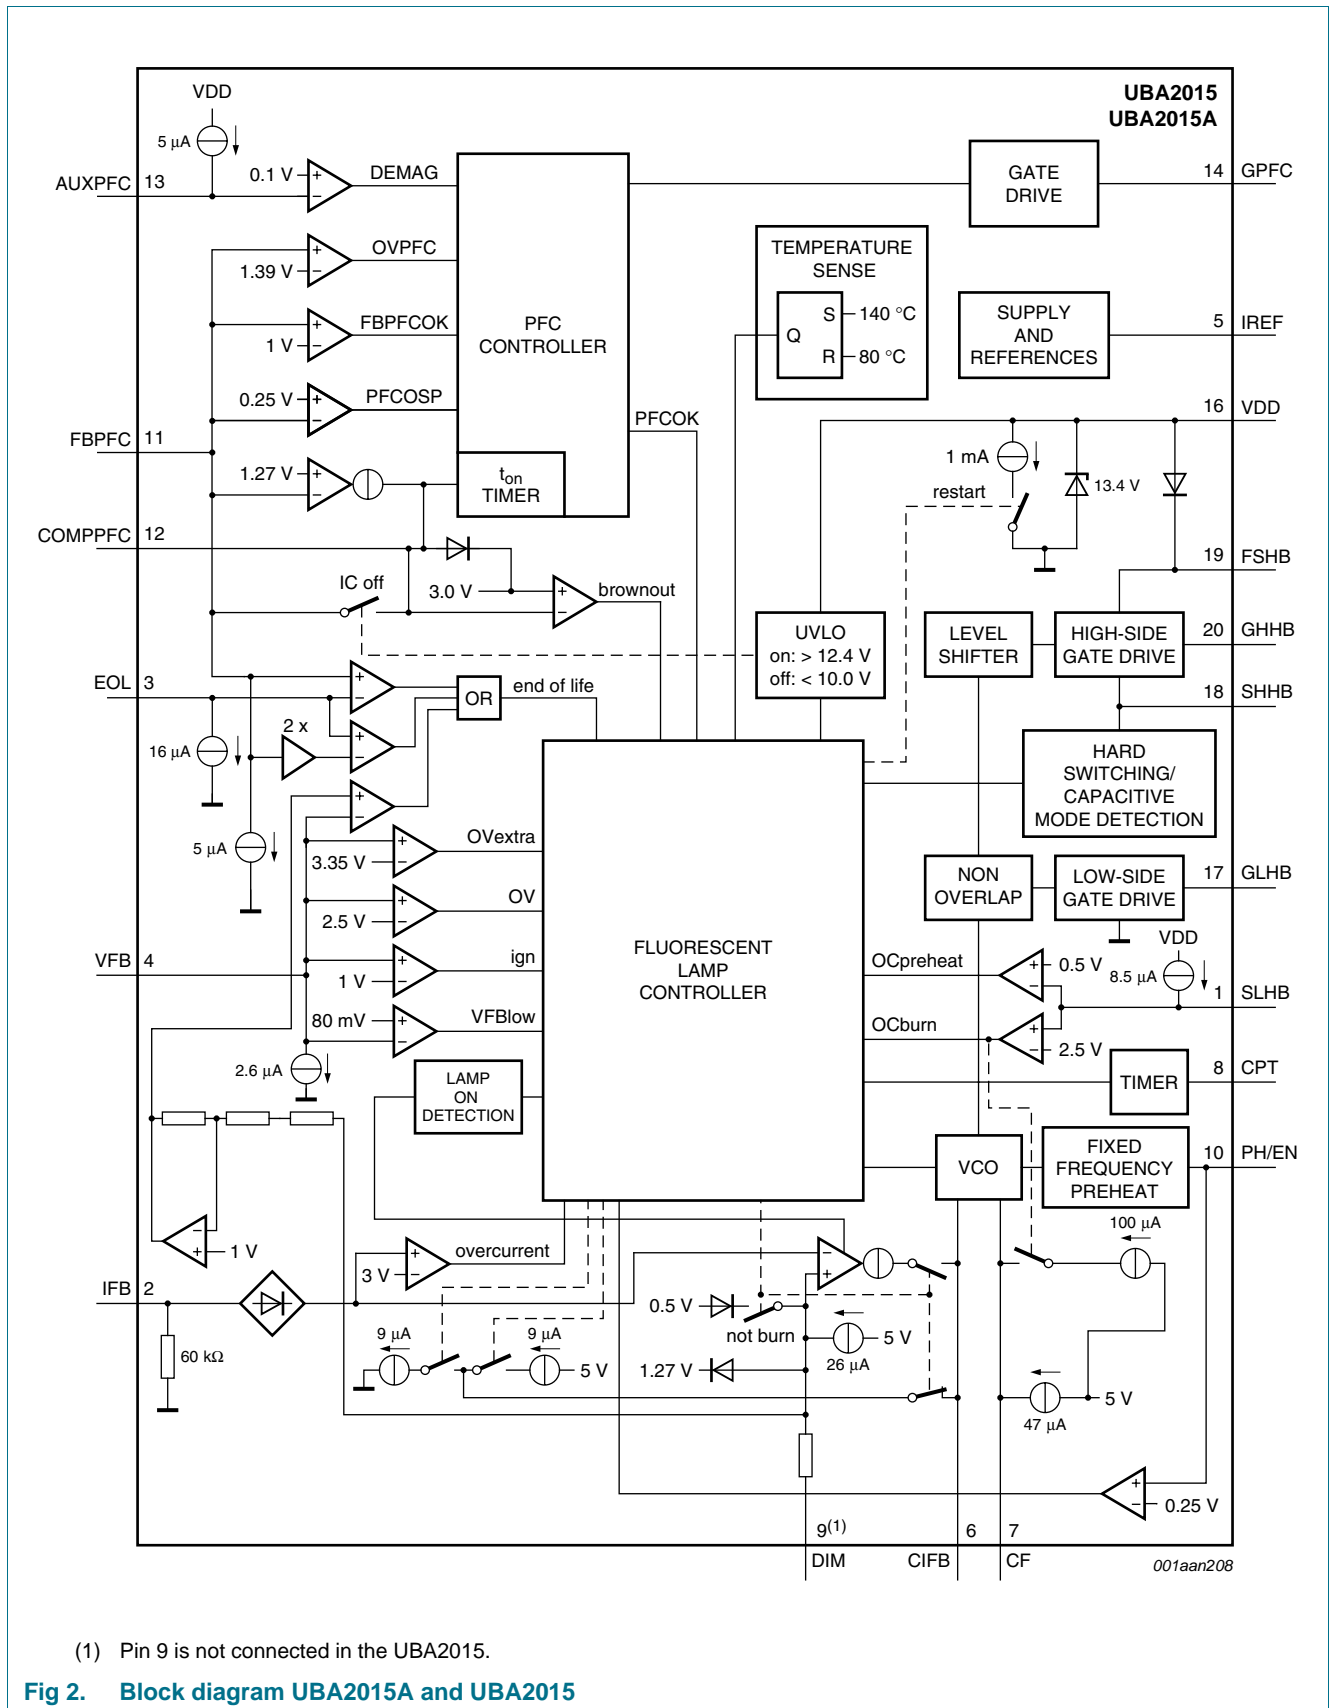 UBA2015
UBA2015A
VDD
5 µA
AUXPFC
13
0.1 V
+
−
DEMAG
+
−
1.39 V
OVPFC
+
−
1 V
FBPFCOK
0.25 V
+
−
PFCOSP
FBPFC
11
1.27 V
+
−
PFC
CONTROLLER
ton
TIMER
PFCOK
GATE
DRIVE
14
GPFC
TEMPERATURE
SENSE
S
140 °C
Q
R
80 °C
SUPPLY
AND
REFERENCES
5
IREF
16
VDD
1 mA
13.4 V
restart
COMPPFC
12
IC off
3.0 V
+
−
brownout
19
FSHB
UVLO
on: > 12.4 V
off: < 10.0 V
LEVEL
SHIFTER
HIGH-SIDE
GATE DRIVE
20
GHHB
EOL
3
+
−
OR
end of life
18
SHHB
16 µA
2 x
+
−
HARD
SWITCHING/
CAPACITIVE
MODE DETECTION
+
−
5 µA
+
−
3.35 V
OVextra
+
−
2.5 V
OV
NON
OVERLAP
LOW-SIDE
GATE DRIVE
17
GLHB
VFB
4
+
−
1 V
ign
FLUORESCENT
LAMP
CONTROLLER
OCpreheat
+
−
0.5 V
VDD
8.5 µA
1
SLHB
80 mV
+
−
VFBlow
OCburn
+
−
2.5 V
2.6 µA
LAMP
ON
DETECTION
TIMER
8
CPT
VCO
FIXED
FREQUENCY
PREHEAT
10
PH/EN
−
+
1 V
100 µA
+
−
3 V
overcurrent
−
+
IFB
2
60 kΩ
0.5 V
not burn
9 µA
9 µA
5 V
26 µA
5 V
1.27 V
47 µA
5 V
+
−
0.25 V
9(1)
6
7
DIM
CIFB
CF
001aan208
(1) Pin 9 is not connected in the UBA2015.
Fig 2. Block diagram UBA2015A and UBA2015